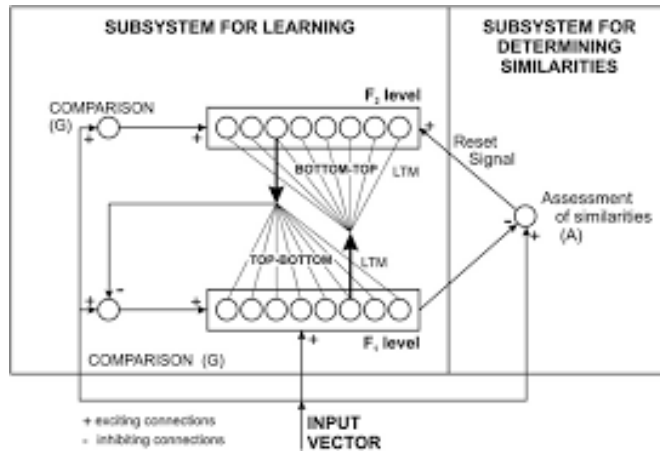 SUBSYSTEM FOR LEARNING
SUBSYSTEM FOR
DETERMINING
SIMILARITIES
F₂ level
COMPARISON
(G)
+
+
+
Reset
Signal
BOTTOM-TOP
LTM
Assessment
of similarities
(A)
-
+
TOP-BOTTOM
LTM
+
-
+
+
F₁ level
COMPARISON (G)
+ exciting connections
- inhibiting connections
INPUT
VECTOR